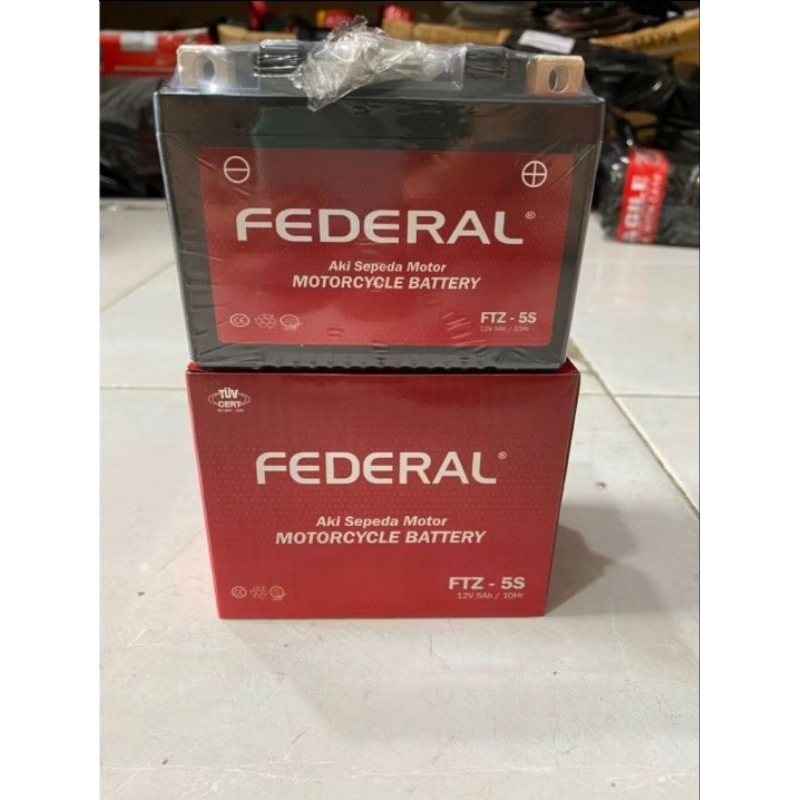 FEDERAL®
Aki Sepeda Motor
MOTORCYCLE BATTERY
FTZ - 5S
12V 5Ah / 10Hr
TÜV
CERT
FEDERAL®
Aki Sepeda Motor
MOTORCYCLE BATTERY
FTZ - 5S
12V 5Ah / 10Hr
AGILE